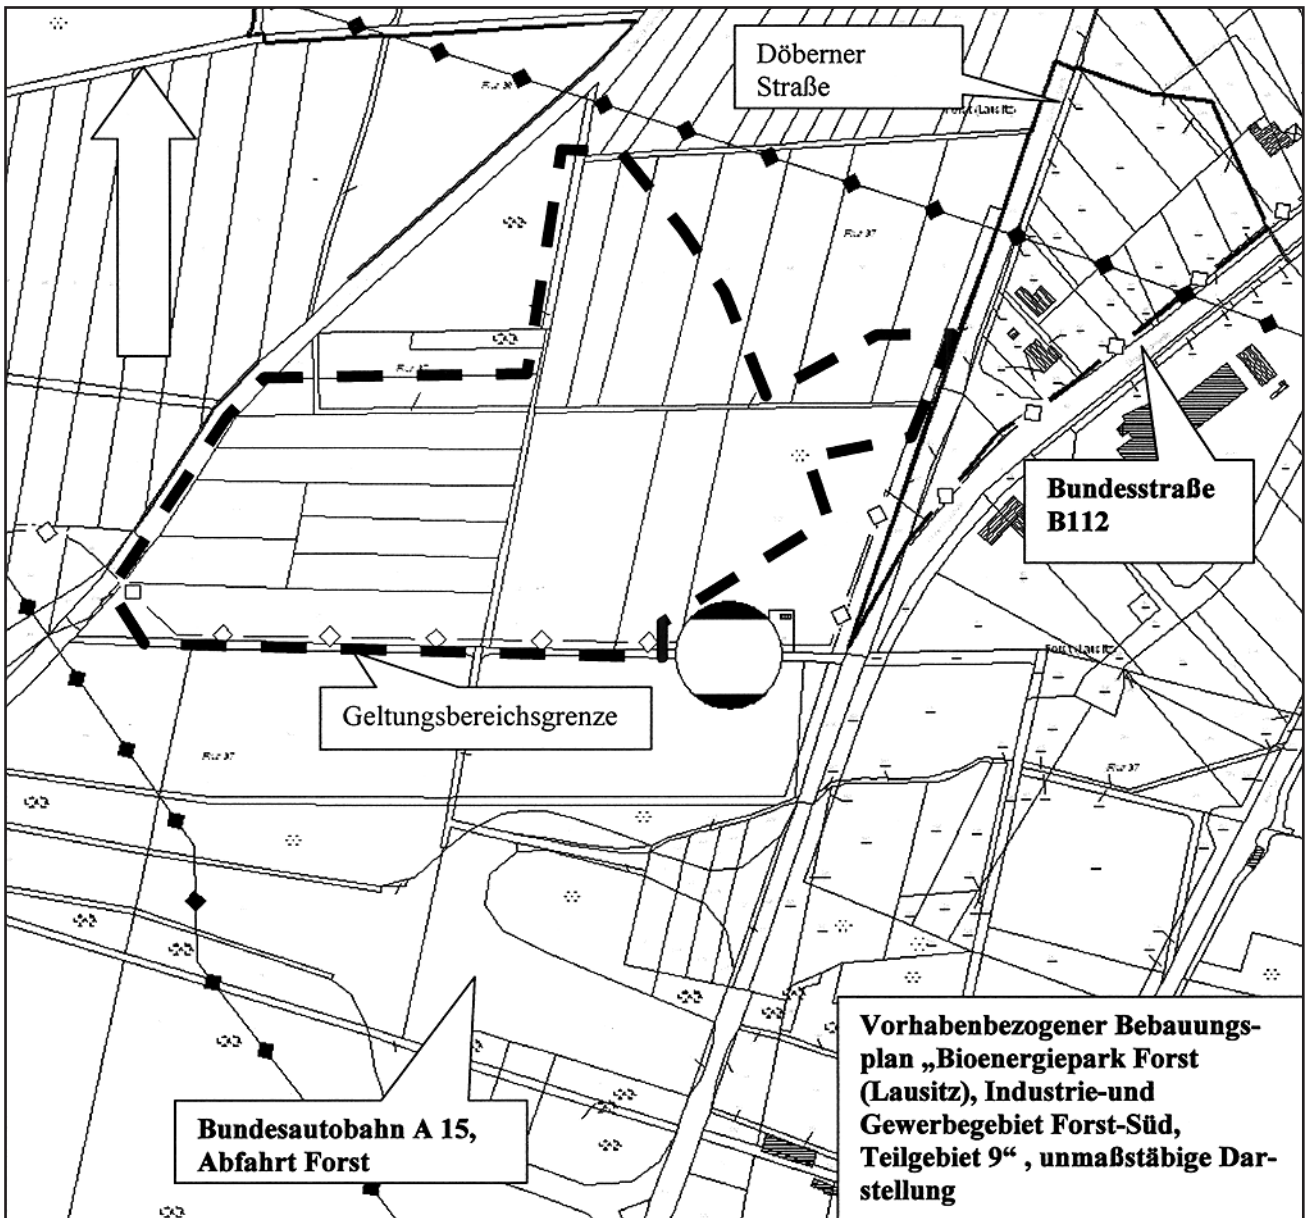 Döberner
Straße
Bundesstraße
B112
Geltungsbereichsgrenze
Bundesautobahn A 15,
Abfahrt Forst
Vorhabenbezogener Bebauungs-
plan „Bioenergiepark Forst
(Lausitz), Industrie-und
Gewerbegebiet Forst-Süd,
Teilgebiet 9“ , unmaßstäbige Dar-
stellung